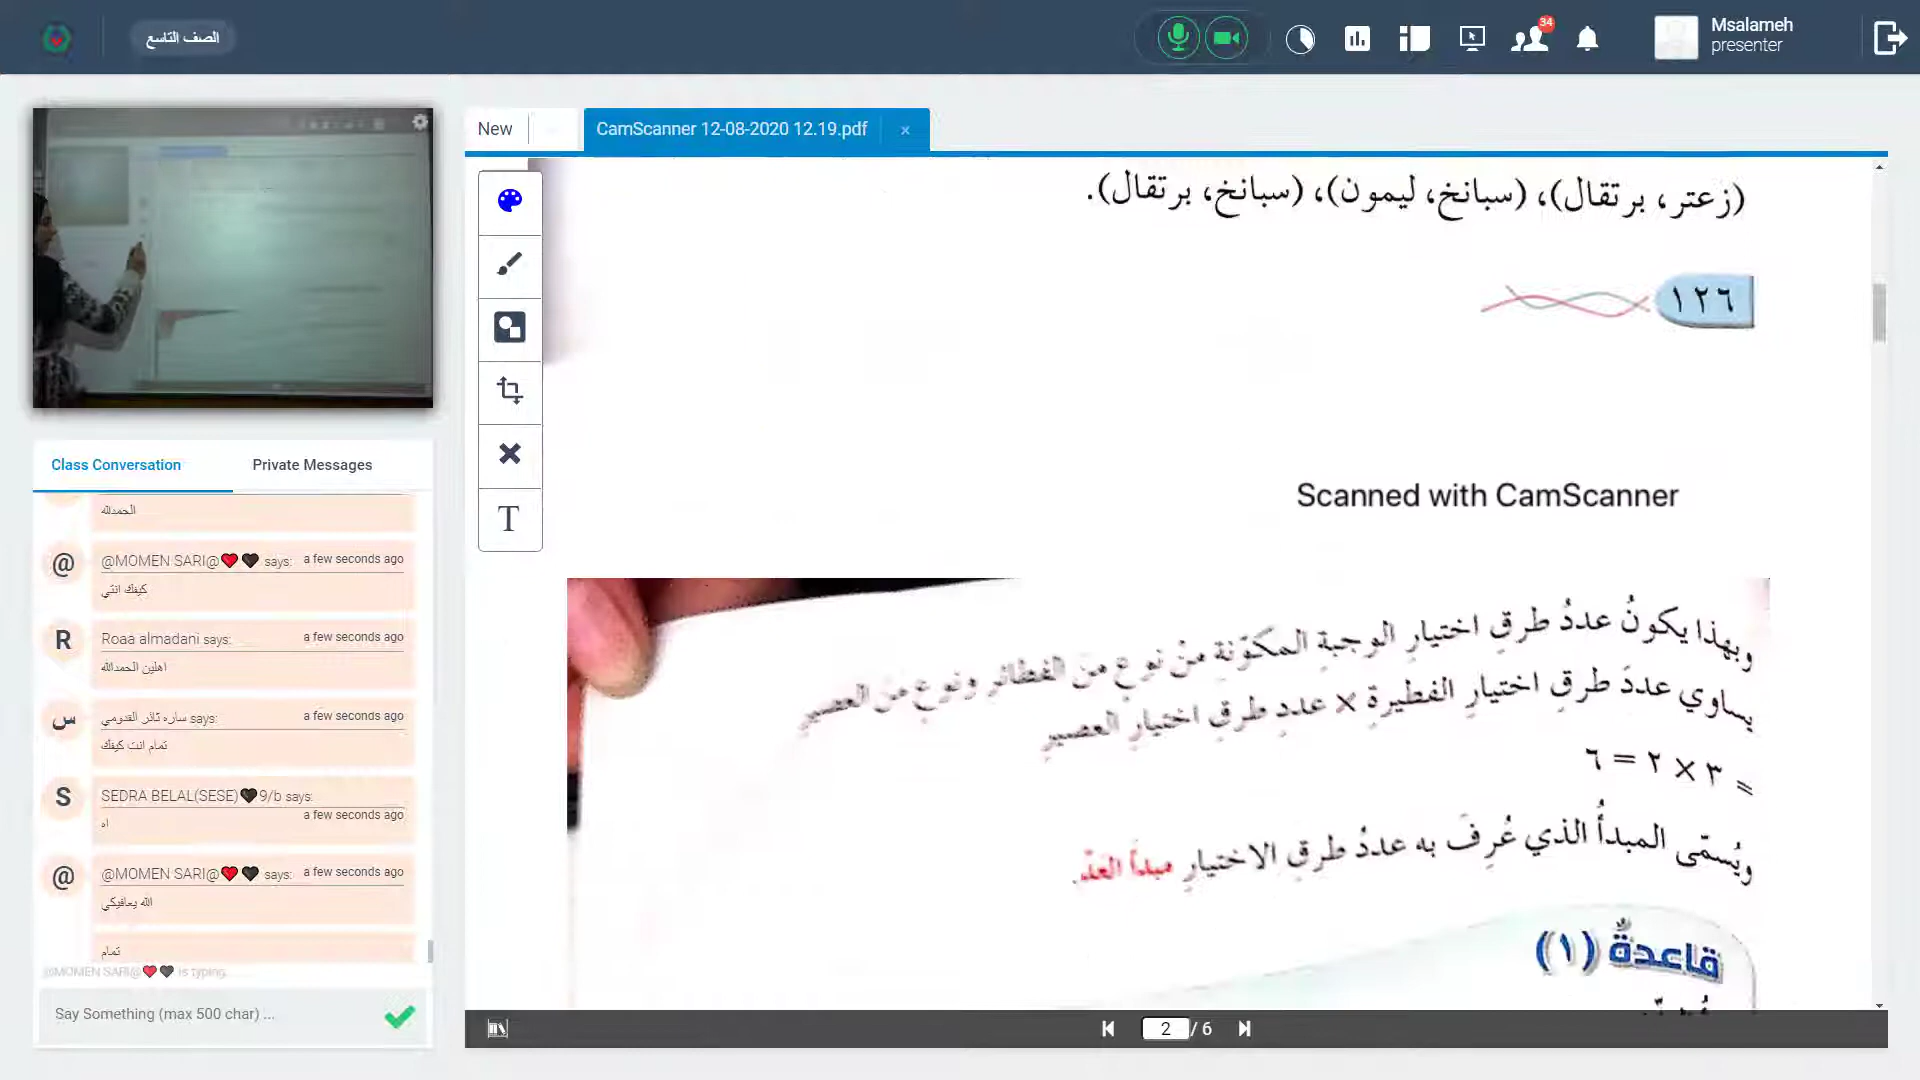 الصف التاسع
34
Msalameh
presenter
New
CamScanner 12-08-2020 12.19.pdf
(زعتر، برتقال)، (سبانخ، ليمون)، (سبانخ، برتقال).
١٢٦
Scanned with CamScanner
وبهذا يكونُ عددُ طرقِ اختيارِ الوجبةِ المكوّنةِ منْ نوعٍ منَ الفطائرِ ونوعٍ منَ العصيرِ
يساوي عددَ طرقِ اختيارِ الفطيرةِ × عددِ طرقِ اختيارِ العصيرِ
= ٣ × ٢ = ٦
ويُسمّى المبدأُ الذي عُرِفَ به عددُ طرقِ الاختيارِ مبدأَ العَدّ.
قاعدةٌ (١)
T
2 / 6
Class Conversation
Private Messages
الحمدالله
@MOMEN SARI@❤️🖤 says: a few seconds ago
كيفك انتي
R
Roaa almadani says: a few seconds ago
اهلين الحمدالله
س
ساره ثائر القدومي says: a few seconds ago
تمام انت كيفك
S
SEDRA BELAL(SESE)🖤9/b says:
a few seconds ago
اه
@
@MOMEN SARI@❤️🖤 says: a few seconds ago
الله يعافيكي
تمام
@MOMEN SARI@❤️🖤 is typing...
Say Something (max 500 char) ...